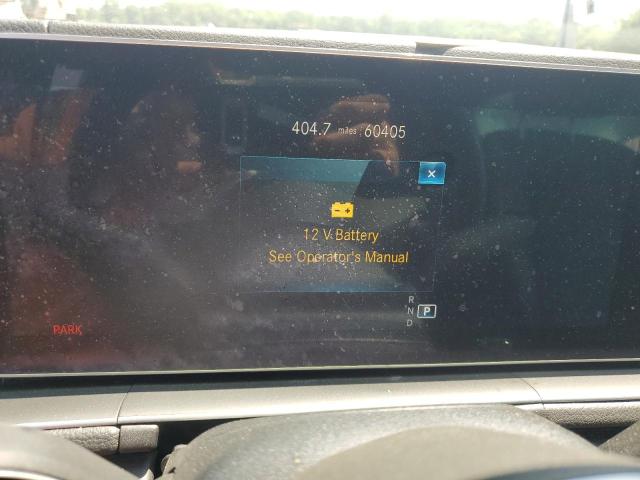 404.7 miles 60405
×
12 V Battery
See Operator's Manual
R
N P
D
PARK